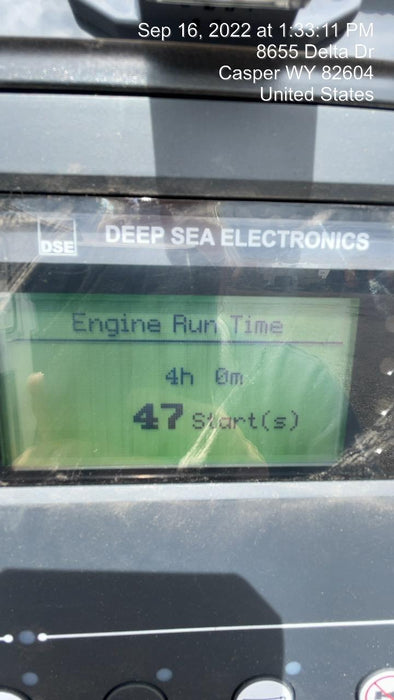 Sep 16, 2022 at 1:33:11 PM
8655 Delta Dr
Casper WY 82604
United States
DSE DEEP SEA ELECTRONICS
Engine Run Time
4h 0m
47 Start(s)